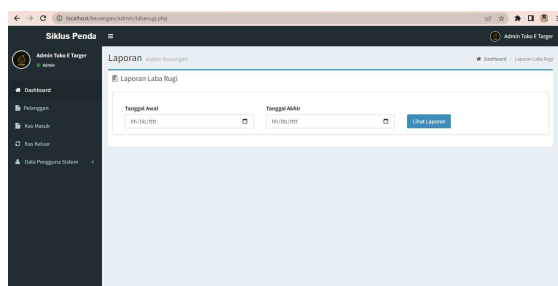 localhost/keuangan/admin/labarugi.php
Siklus Penda
Admin Toko E Targer
Admin Toko E Targer
Admin
Laporan Sistem Keuangan
Dashboard
Laporan Laba Rugi
Laporan Laba Rugi
Dashboard
Pelanggan
Kas Masuk
Kas Keluar
Data Pengguna Sistem
Tanggal Awal
Tanggal Akhir
hh/bb/tttt
hh/bb/tttt
Lihat Laporan